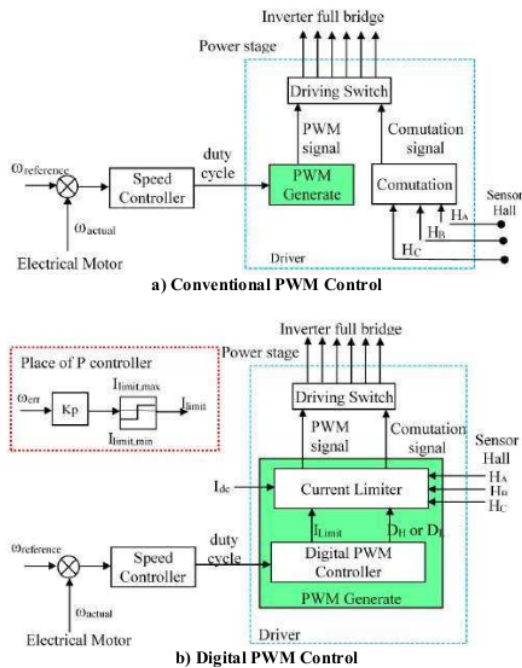 Inverter full bridge
Power stage
Driving Switch
PWM signal
Comutation signal
ωreference
Speed Controller
duty cycle
PWM Generate
Comutation
Sensor Hall
HA
HB
HC
ωactual
Electrical Motor
Driver
a) Conventional PWM Control
Inverter full bridge
Power stage
Place of P controller
Ilimit,max
ωerr
Kp
Ilimit
Ilimit,min
Driving Switch
PWM signal
Comutation signal
Sensor Hall
HA
HB
HC
Idc
Current Limiter
ILimit
DH or DL
ωreference
Speed Controller
duty cycle
Digital PWM Controller
PWM Generate
ωactual
Electrical Motor
Driver
b) Digital PWM Control